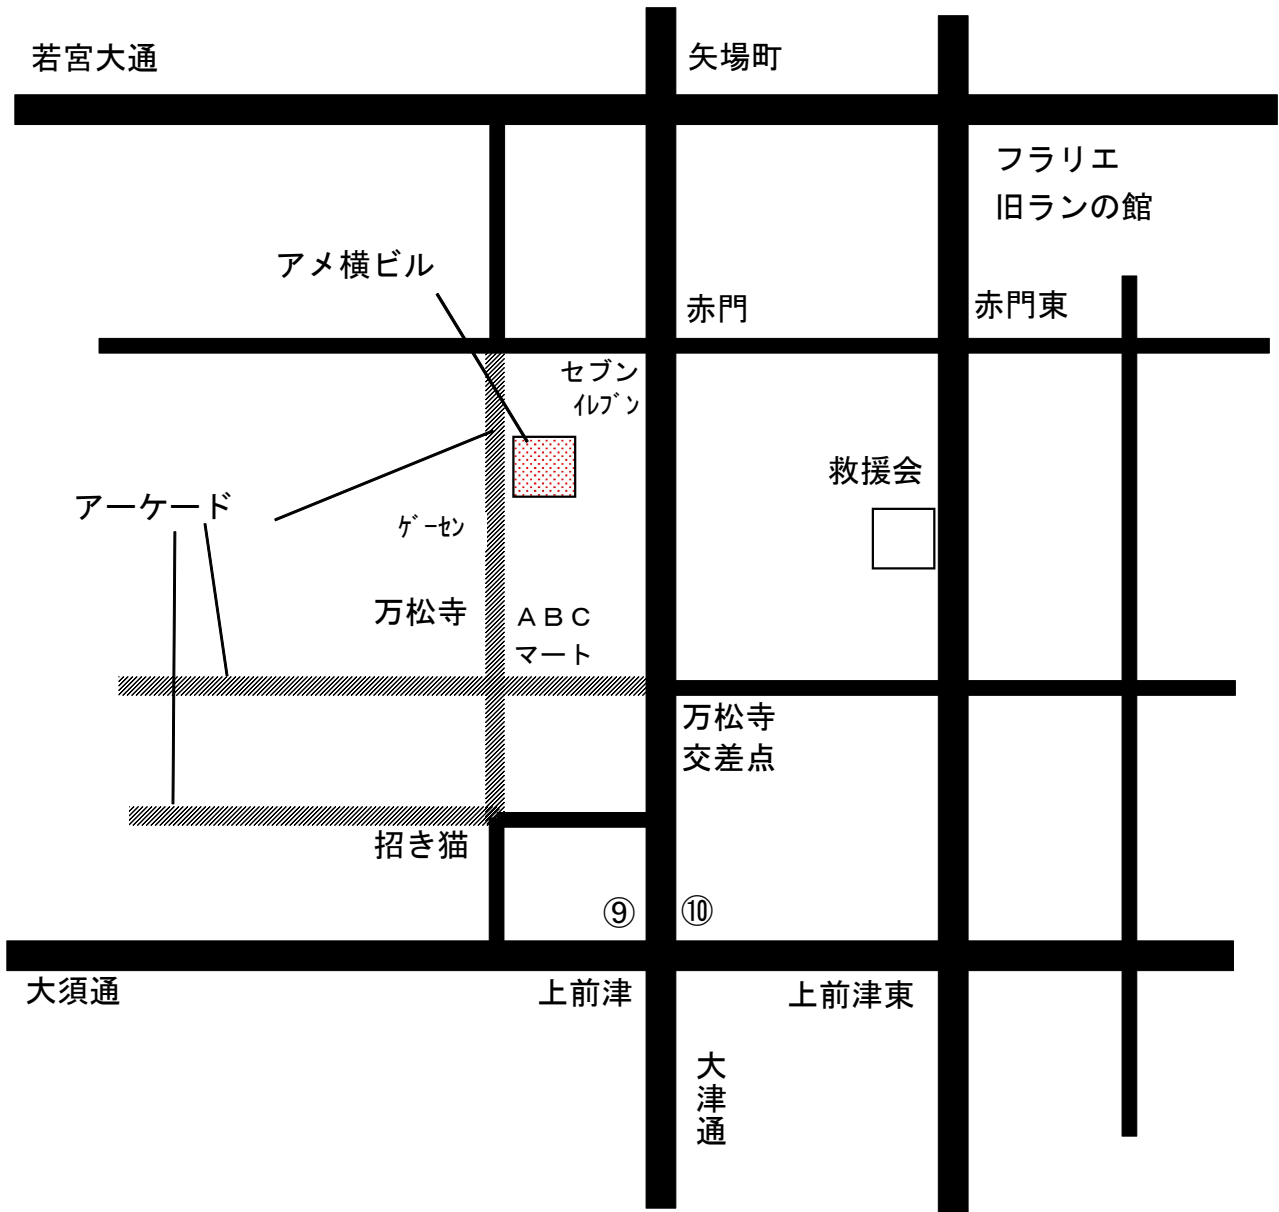 若宮大通
矢場町
フラリエ
旧ランの館
アメ横ビル
赤門
赤門東
セブン
ｲﾚﾌﾞﾝ
救援会
アーケード
ｹﾞｰｾﾝ
万松寺
ＡＢＣ
マート
万松寺
交差点
招き猫
⑨
⑩
大須通
上前津
上前津東
大津通